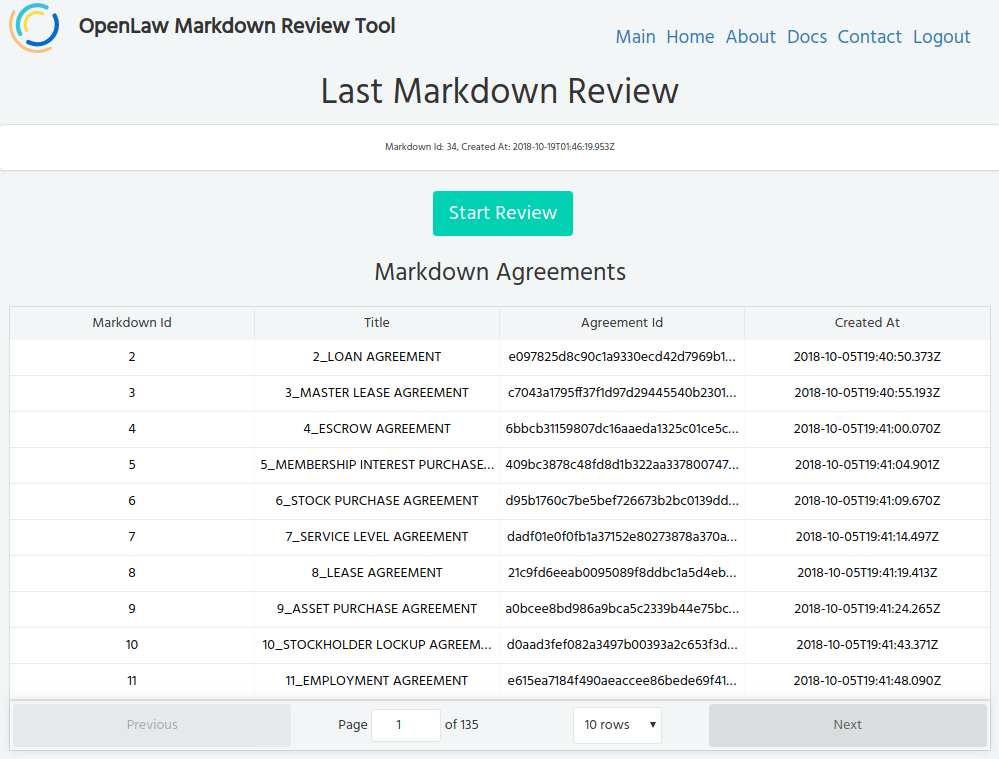 OpenLaw Markdown Review Tool
Main Home About Docs Contact Logout
Last Markdown Review
Markdown Id: 34, Created At: 2018-10-19T01:46:19.953Z
Start Review
Markdown Agreements
Markdown Id Title Agreement Id Created At
2 2_LOAN AGREEMENT e097825d8c90c1a9330ecd42d7969b1... 2018-10-05T19:40:50.373Z
3 3_MASTER LEASE AGREEMENT c7043a1795ff37f1d97d29445540b2301... 2018-10-05T19:40:55.193Z
4 4_ESCROW AGREEMENT 6bbcb31159807dc16aaeda1325c01ce5c... 2018-10-05T19:41:00.070Z
5 5_MEMBERSHIP INTEREST PURCHASE... 409bc3878c48fd8d1b322aa337800747... 2018-10-05T19:41:04.901Z
6 6_STOCK PURCHASE AGREEMENT d95b1760c7be5bef726673b2bc0139dd... 2018-10-05T19:41:09.670Z
7 7_SERVICE LEVEL AGREEMENT dadf01e0f0fb1a37152e80273878a370a... 2018-10-05T19:41:14.497Z
8 8_LEASE AGREEMENT 21c9fd6eeab0095089f8ddbc1a5d4eb... 2018-10-05T19:41:19.413Z
9 9_ASSET PURCHASE AGREEMENT a0bcee8bd986a9bca5c2339b44e75bc... 2018-10-05T19:41:24.265Z
10 10_STOCKHOLDER LOCKUP AGREEM... d0aad3fef082a3497b00393a2c653f3d... 2018-10-05T19:41:43.371Z
11 11_EMPLOYMENT AGREEMENT e615ea7184f490aeaccee86bede69f41... 2018-10-05T19:41:48.090Z
Previous Page 1 of 135 10 rows Next